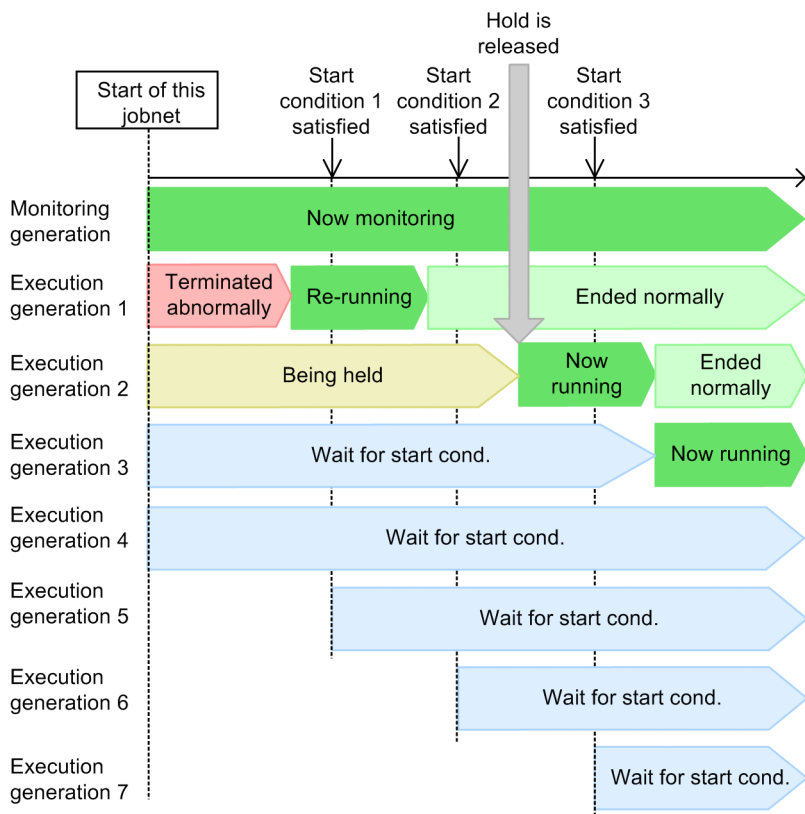 Hold is
released
Start of this
jobnet
Start
condition 1
satisfied
Start
condition 2
satisfied
Start
condition 3
satisfied
Monitoring
generation
Now monitoring
Execution
generation 1
Terminated
abnormally
Re-running
Ended normally
Execution
generation 2
Being held
Now
running
Ended
normally
Execution
generation 3
Wait for start cond.
Now running
Execution
generation 4
Wait for start cond.
Execution
generation 5
Wait for start cond.
Execution
generation 6
Wait for start cond.
Execution
generation 7
Wait for start cond.